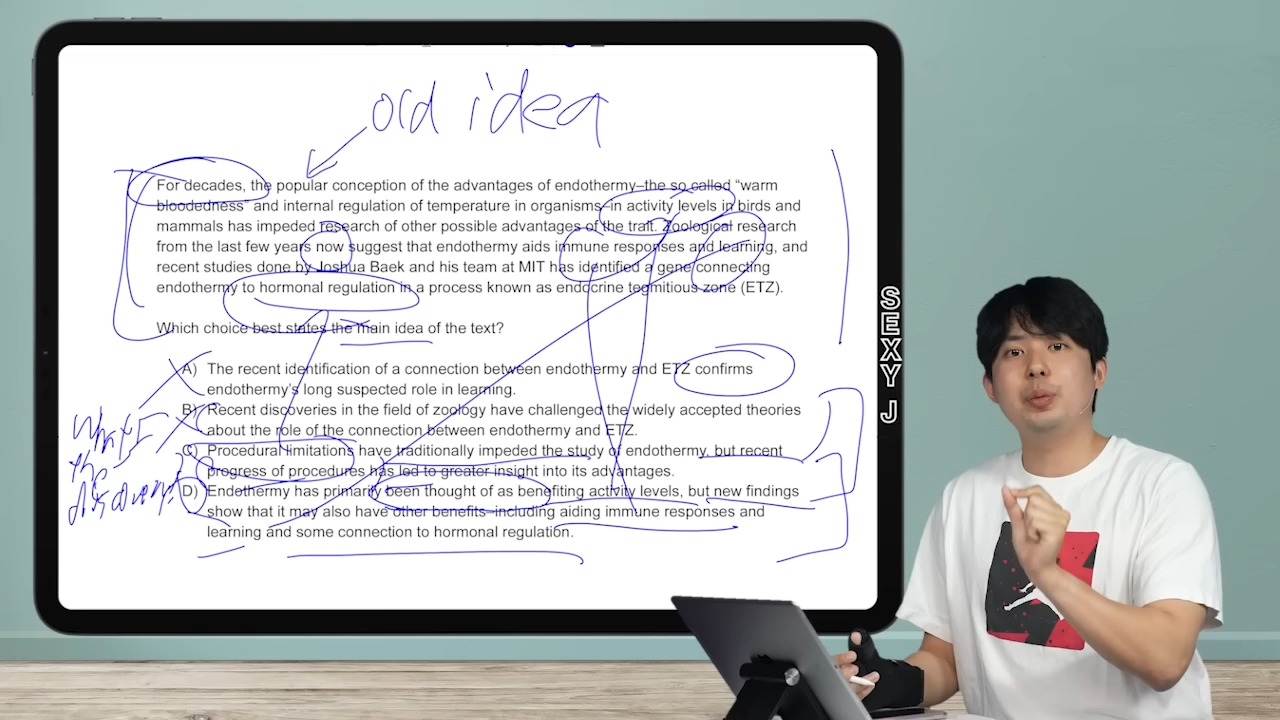 old idea
For decades, the popular conception of the advantages of endothermy–the so called “warm
bloodedness” and internal regulation of temperature in organisms–in activity levels in birds and
mammals has impeded research of other possible advantages of the trait. Zoological research
from the last few years now suggest that endothermy aids immune responses and learning, and
recent studies done by Joshua Baek and his team at MIT has identified a gene connecting
endothermy to hormonal regulation in a process known as endocrine tegmitious zone (ETZ).
Which choice best states the main idea of the text?
A) The recent identification of a connection between endothermy and ETZ confirms
endothermy’s long suspected role in learning.
B) Recent discoveries in the field of zoology have challenged the widely accepted theories
about the role of the connection between endothermy and ETZ.
C) Procedural limitations have traditionally impeded the study of endothermy, but recent
progress of procedures has led to greater insight into its advantages.
D) Endothermy has primarily been thought of as benefiting activity levels, but new findings
show that it may also have other benefits–including aiding immune responses and
learning and some connection to hormonal regulation.
SEXY J